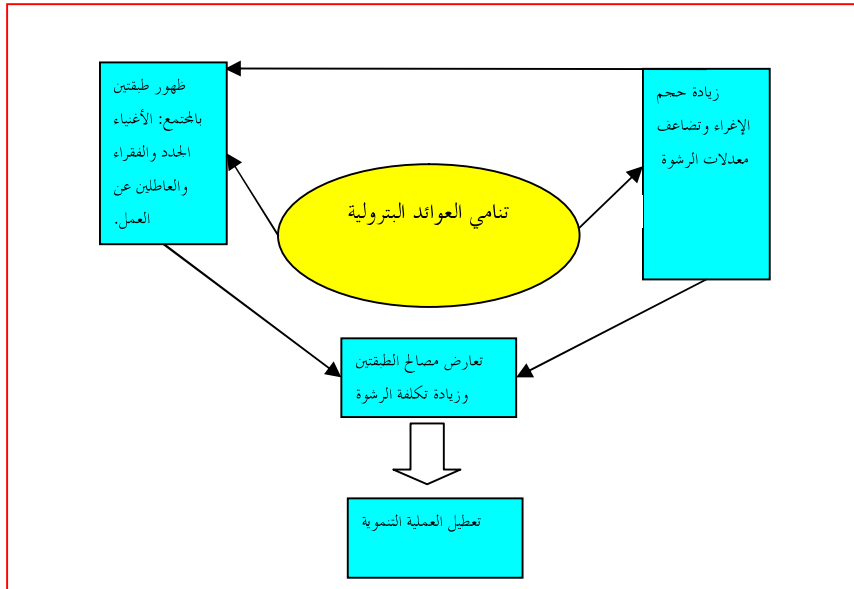 زيادة حجم
الإغراء وتضاعف
معدلات الرشوة
ظهور طبقتين
بالمجتمع: الأغنياء
الجدد والفقراء
والعاطلين عن
العمل.
تنامي العوائد البترولية
تعارض مصالح الطبقتين
وزيادة تكلفة الرشوة
تعطيل العملية التنموية